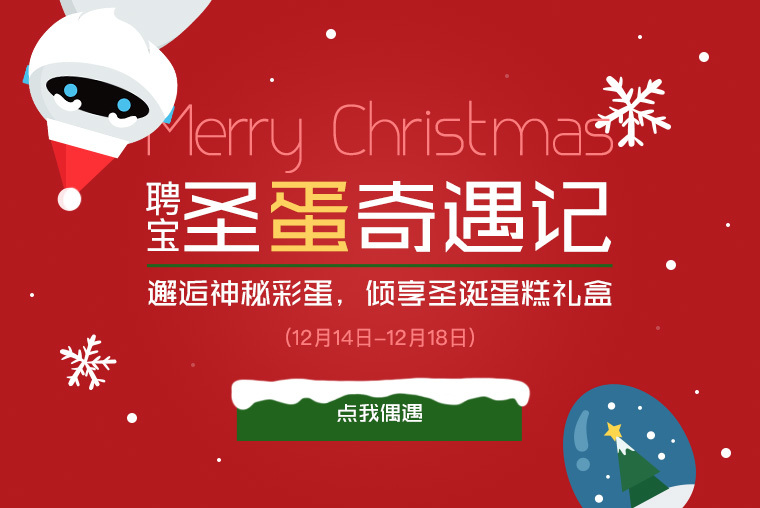 Merry Christmas
聘宝圣蛋奇遇记
邂逅神秘彩蛋，倾享圣诞蛋糕礼盒
(12月14日-12月18日)
点我偶遇